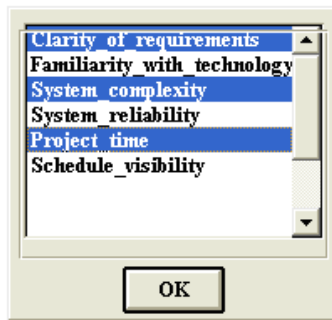 Clarity_of_requirements
Familiarity_with_technology
System_complexity
System_reliability
Project_time
Schedule_visibility
OK